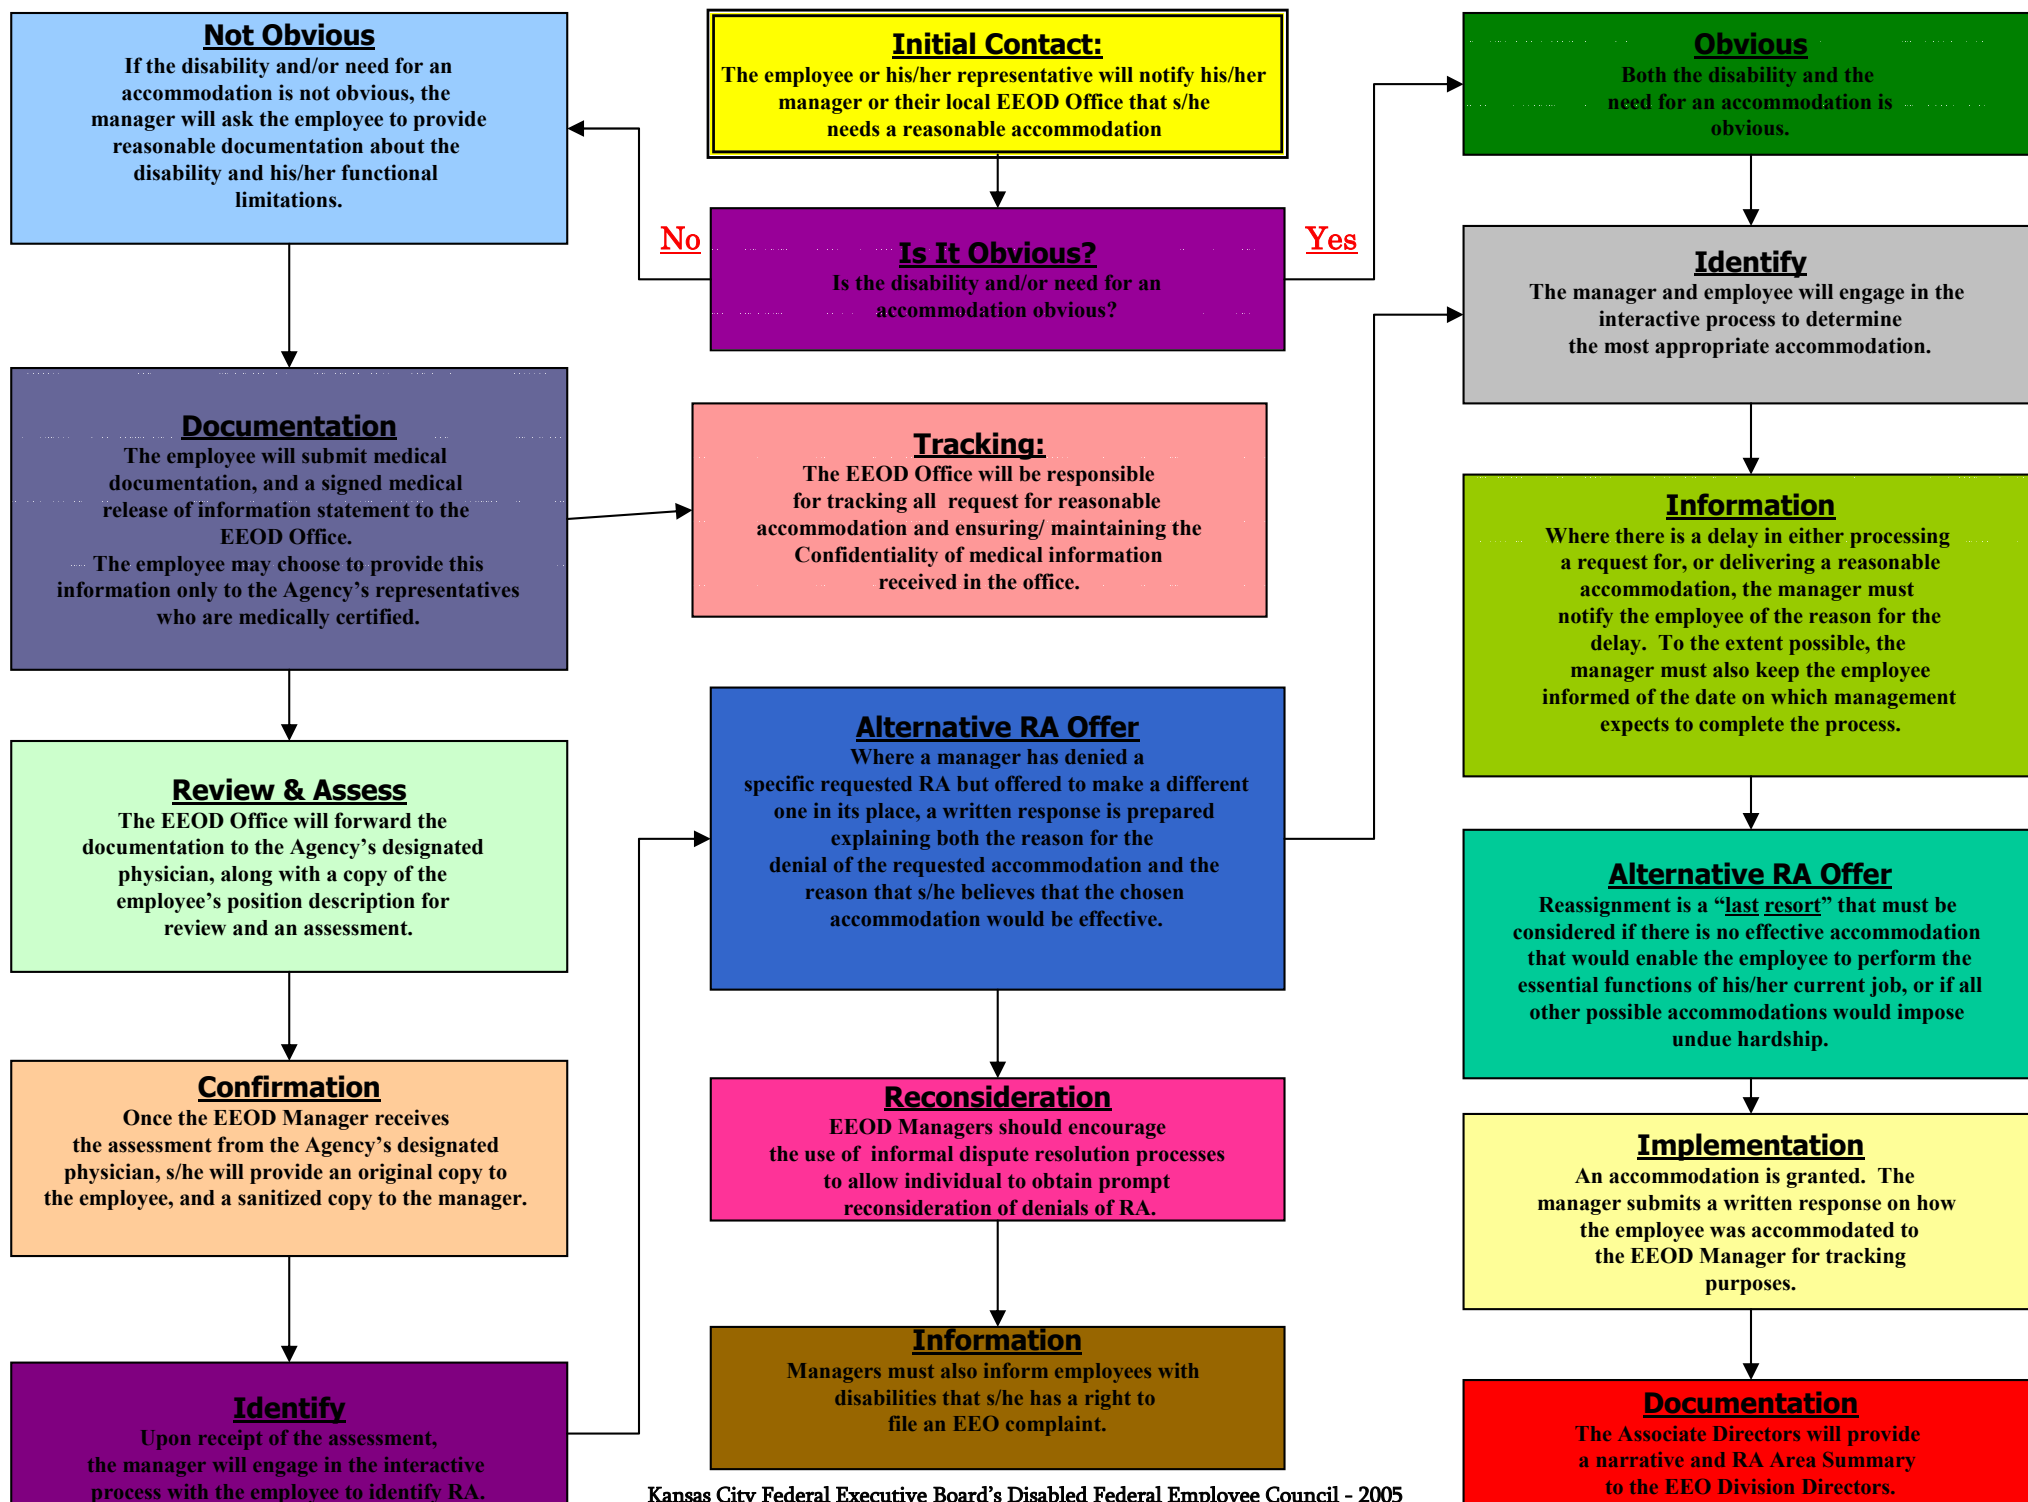 Not Obvious
If the disability and/or need for an
accommodation is not obvious, the
manager will ask the employee to provide
reasonable documentation about the
disability and his/her functional
limitations.
Initial Contact:
The employee or his/her representative will notify his/her
manager or their local EEOD Office that s/he
needs a reasonable accommodation
Obvious
Both the disability and the
need for an accommodation is
obvious.
No
Is It Obvious?
Is the disability and/or need for an
accommodation obvious?
Yes
Identify
The manager and employee will engage in the
interactive process to determine
the most appropriate accommodation.
Documentation
The employee will submit medical
documentation, and a signed medical
release of information statement to the
EEOD Office.
The employee may choose to provide this
information only to the Agency’s representatives
who are medically certified.
Tracking:
The EEOD Office will be responsible
for tracking all request for reasonable
accommodation and ensuring/ maintaining the
Confidentiality of medical information
received in the office.
Information
Where there is a delay in either processing
a request for, or delivering a reasonable
accommodation, the manager must
notify the employee of the reason for the
delay. To the extent possible, the
manager must also keep the employee
informed of the date on which management
expects to complete the process.
Review & Assess
The EEOD Office will forward the
documentation to the Agency’s designated
physician, along with a copy of the
employee’s position description for
review and an assessment.
Alternative RA Offer
Where a manager has denied a
specific requested RA but offered to make a different
one in its place, a written response is prepared
explaining both the reason for the
denial of the requested accommodation and the
reason that s/he believes that the chosen
accommodation would be effective.
Alternative RA Offer
Reassignment is a “last resort” that must be
considered if there is no effective accommodation
that would enable the employee to perform the
essential functions of his/her current job, or if all
other possible accommodations would impose
undue hardship.
Confirmation
Once the EEOD Manager receives
the assessment from the Agency’s designated
physician, s/he will provide an original copy to
the employee, and a sanitized copy to the manager.
Reconsideration
EEOD Managers should encourage
the use of informal dispute resolution processes
to allow individual to obtain prompt
reconsideration of denials of RA.
Implementation
An accommodation is granted. The
manager submits a written response on how
the employee was accommodated to
the EEOD Manager for tracking
purposes.
Identify
Upon receipt of the assessment,
the manager will engage in the interactive
process with the employee to identify RA.
Information
Managers must also inform employees with
disabilities that s/he has a right to
file an EEO complaint.
Documentation
The Associate Directors will provide
a narrative and RA Area Summary
to the EEO Division Directors.
Kansas City Federal Executive Board’s Disabled Federal Employee Council - 2005